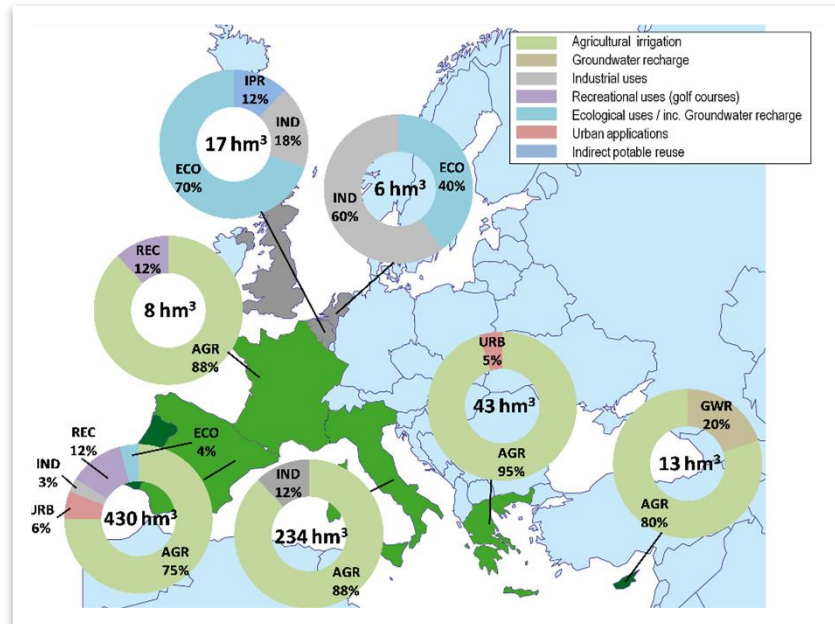 Agricultural irrigation
Groundwater recharge
Industrial uses
Recreational uses (golf courses)
Ecological uses / inc. Groundwater recharge
Urban applications
Indirect potable reuse
IPR
12%
IND
18%
17 hm³
ECO
70%
ECO
40%
6 hm³
IND
60%
REC
12%
8 hm³
AGR
88%
URB
5%
43 hm³
AGR
95%
GWR
20%
13 hm³
AGR
80%
REC
12%
ECO
4%
IND
3%
URB
6%
430 hm³
AGR
75%
IND
12%
234 hm³
AGR
88%